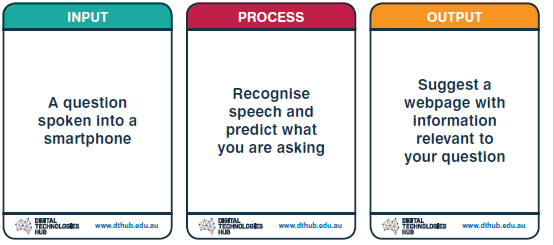 INPUT
A question
spoken into a
smartphone
DIGITAL
TECHNOLOGIES
HUB
www.dthub.edu.au
PROCESS
Recognise
speech and
predict what
you are asking
DIGITAL
TECHNOLOGIES
HUB
www.dthub.edu.au
OUTPUT
Suggest a
webpage with
information
relevant to
your question
DIGITAL
TECHNOLOGIES
HUB
www.dthub.edu.au